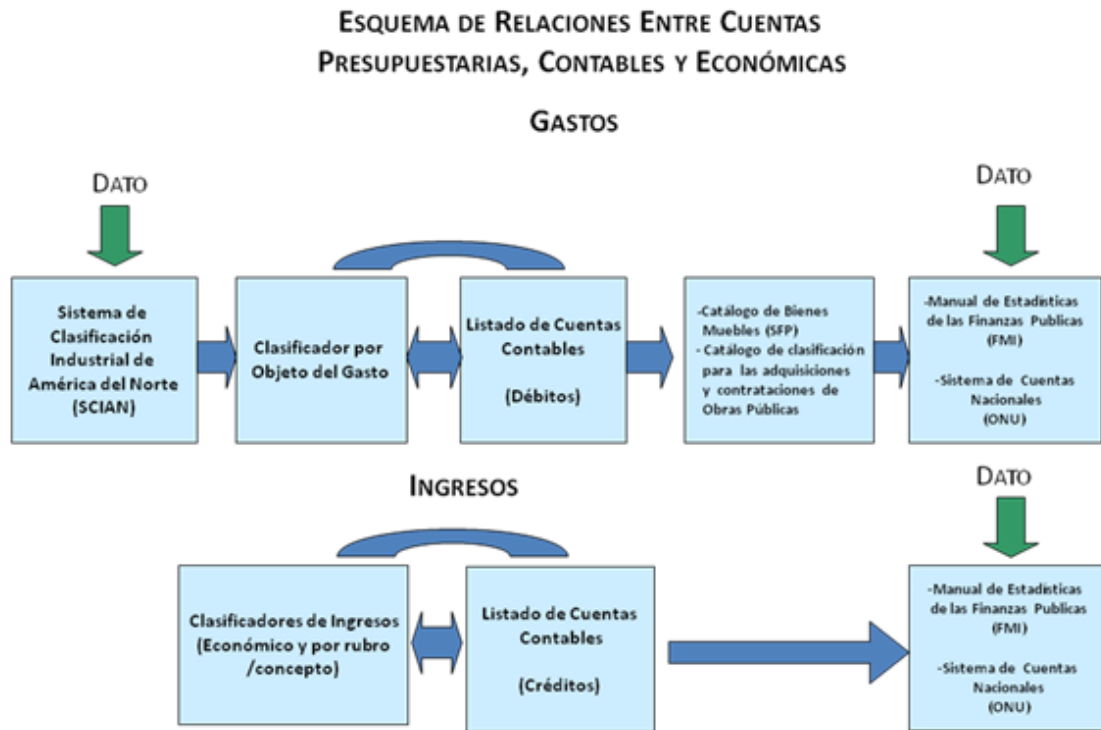 ESQUEMA DE RELACIONES ENTRE CUENTAS
PRESUPUESTARIAS, CONTABLES Y ECONÓMICAS
GASTOS
DATO
DATO
Sistema de
Clasificación
Industrial de
América del Norte
(SCIAN)
Clasificador por
Objeto del Gasto
Listado de Cuentas
Contables
(Débitos)
-Catálogo de Bienes
Muebles (SFP)
- Catálogo de clasificación
para las adquisiciones
y contrataciones de
Obras Públicas
-Manual de Estadísticas
de las Finanzas Publicas
(FMI)
-Sistema de Cuentas
Nacionales
(ONU)
INGRESOS
DATO
Clasificadores de Ingresos
(Económico y por rubro
/concepto)
Listado de Cuentas
Contables
(Créditos)
-Manual de Estadísticas
de las Finanzas Publicas
(FMI)
-Sistema de Cuentas
Nacionales
(ONU)